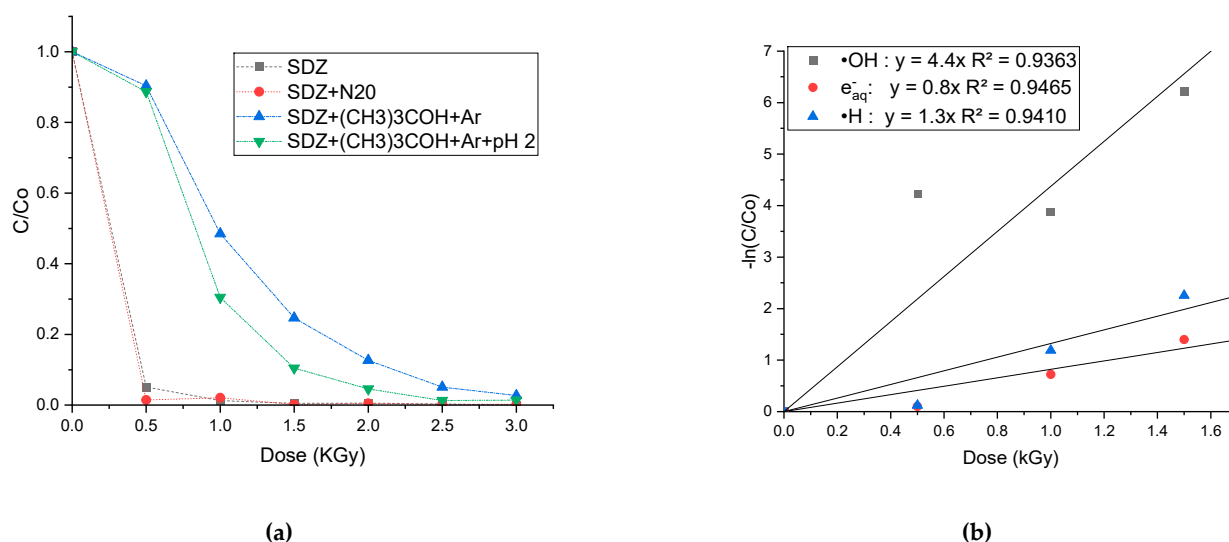 C/Co
1.0
0.8
0.6
0.4
0.2
0.0
SDZ
SDZ+N20
SDZ+(CH3)3COH+Ar
SDZ+(CH3)3COH+Ar+pH 2
0.0 0.5 1.0 1.5 2.0 2.5 3.0
Dose (KGy)
(a)
-ln(C/Co)
7
6
5
4
3
2
1
0
•OH : y = 4.4x R² = 0.9363
e⁻aq: y = 0.8x R² = 0.9465
•H : y = 1.3x R² = 0.9410
0.0 0.2 0.4 0.6 0.8 1.0 1.2 1.4 1.6
Dose (kGy)
(b)